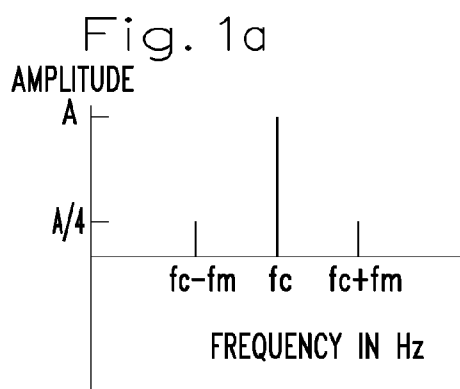 Fig. 1a
AMPLITUDE
A
A/4
fc-fm fc fc+fm
FREQUENCY IN Hz